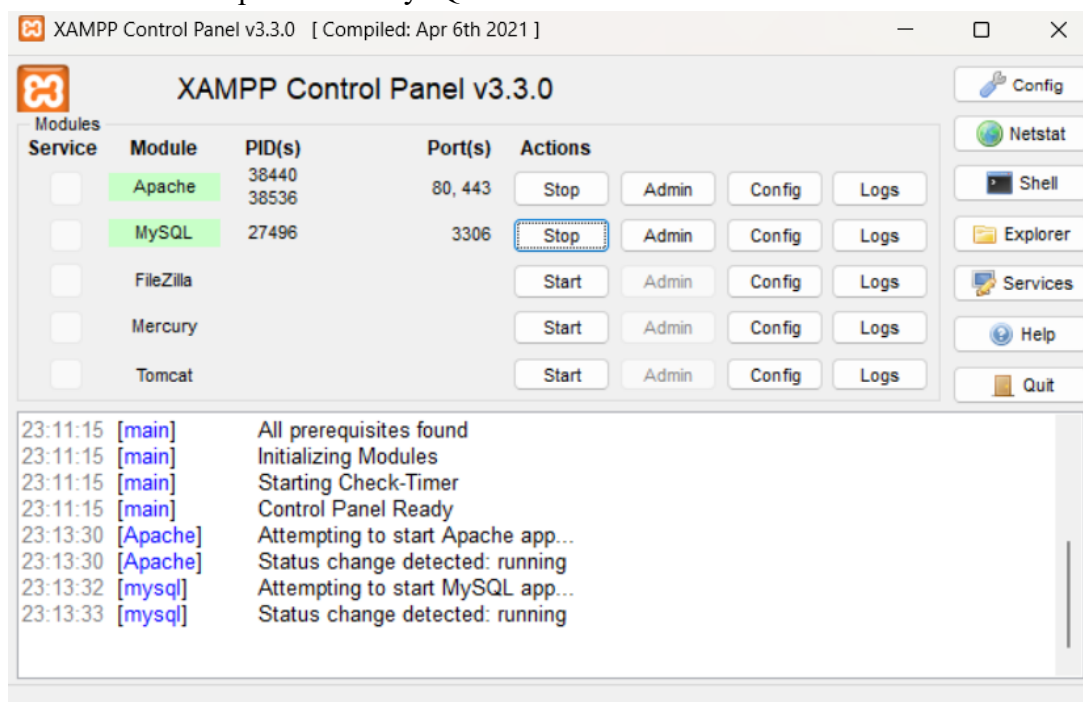 XAMPP Control Panel v3.3.0 [ Compiled: Apr 6th 2021 ]
XAMPP Control Panel v3.3.0
Config
Modules
Service Module PID(s) Port(s) Actions
Netstat
Apache 38440 38536 80, 443 Stop Admin Config Logs
Shell
MySQL 27496 3306 Stop Admin Config Logs
Explorer
FileZilla Start Admin Config Logs
Services
Mercury Start Admin Config Logs
Help
Tomcat Start Admin Config Logs
Quit
23:11:15 [main] All prerequisites found
23:11:15 [main] Initializing Modules
23:11:15 [main] Starting Check-Timer
23:11:15 [main] Control Panel Ready
23:13:30 [Apache] Attempting to start Apache app...
23:13:30 [Apache] Status change detected: running
23:13:32 [mysql] Attempting to start MySQL app...
23:13:33 [mysql] Status change detected: running